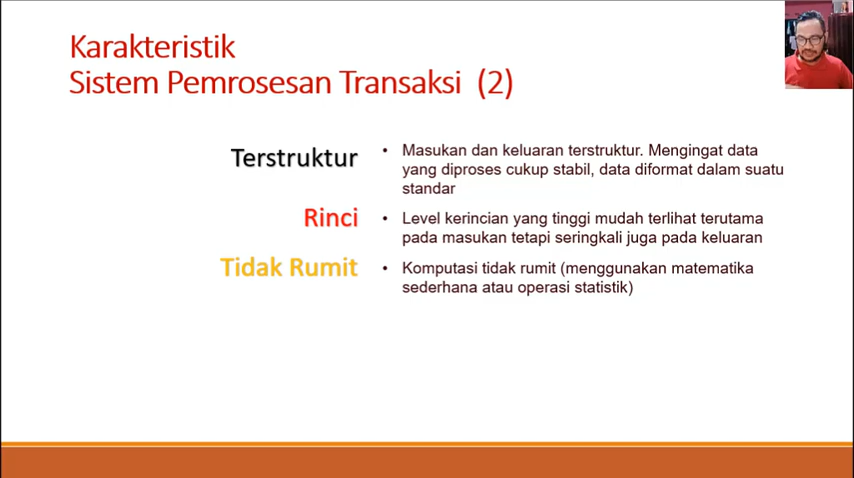 Karakteristik
Sistem Pemrosesan Transaksi (2)
Terstruktur
• Masukan dan keluaran terstruktur. Mengingat data
yang diproses cukup stabil, data diformat dalam suatu
standar
Rinci
• Level kerincian yang tinggi mudah terlihat terutama
pada masukan tetapi seringkali juga pada keluaran
Tidak Rumit
• Komputasi tidak rumit (menggunakan matematika
sederhana atau operasi statistik)